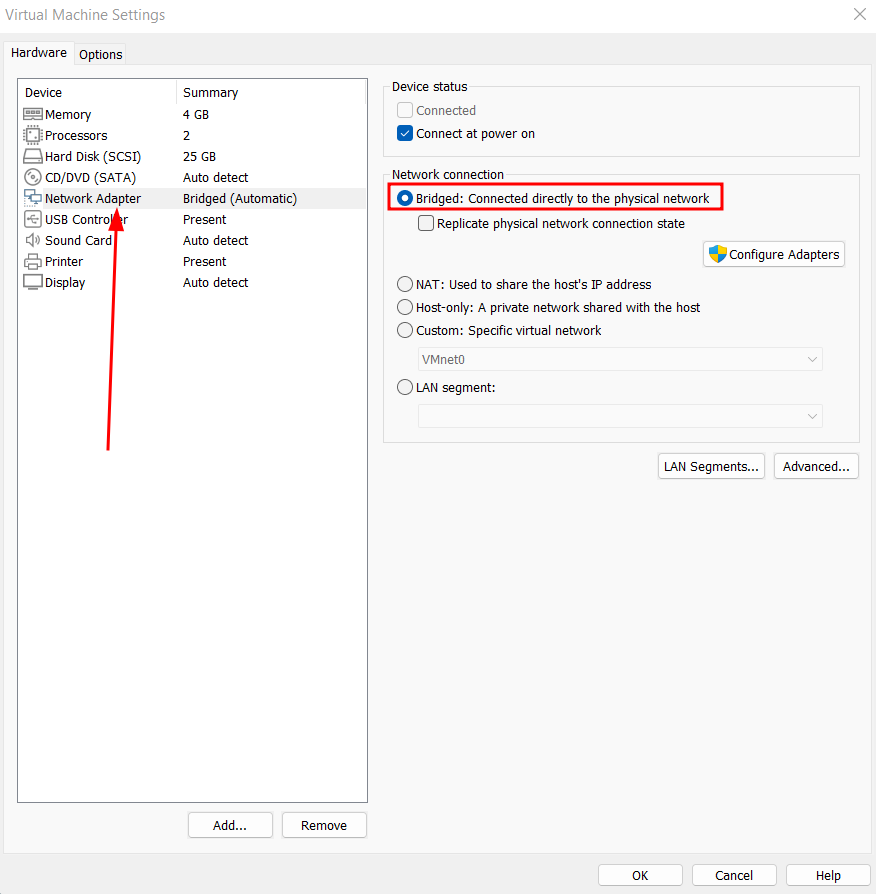 Virtual Machine Settings
Hardware Options
Device Summary
Memory 4 GB
Processors 2
Hard Disk (SCSI) 25 GB
CD/DVD (SATA) Auto detect
Network Adapter Bridged (Automatic)
USB Controller Present
Sound Card Auto detect
Printer Present
Display Auto detect
Add... Remove
Device status
Connected
Connect at power on
Network connection
Bridged: Connected directly to the physical network
Replicate physical network connection state
Configure Adapters
NAT: Used to share the host's IP address
Host-only: A private network shared with the host
Custom: Specific virtual network
VMnet0
LAN segment:
LAN Segments... Advanced...
OK Cancel Help